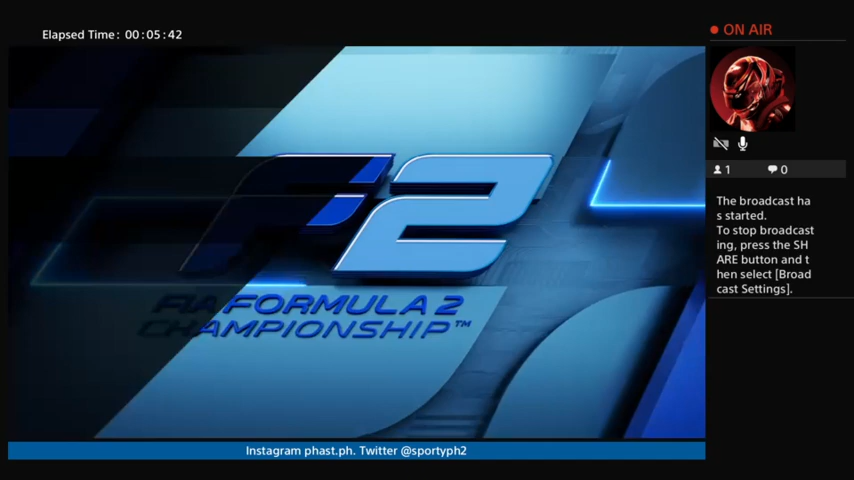 Elapsed Time: 00:05:42
ON AIR
F2
FIA FORMULA 2
CHAMPIONSHIP™
1
0
The broadcast ha
s started.
To stop broadcast
ing, press the SH
ARE button and t
hen select [Broad
cast Settings].
Instagram phast.ph. Twitter @sportyph2